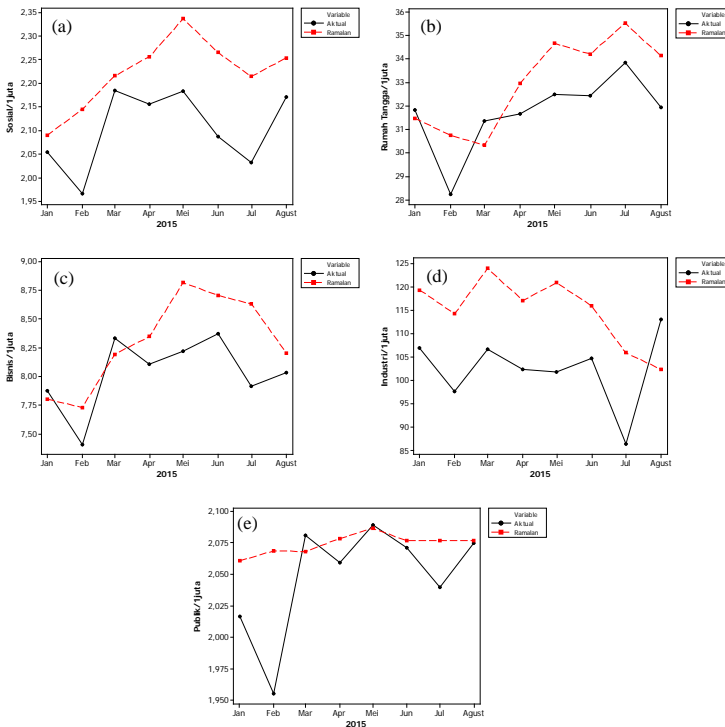 (a)
Variable
Aktual
Ramalan
Sosial/1juta
2,35
2,30
2,25
2,20
2,15
2,10
2,05
2,00
1,95
Jan Feb Mar Apr Mei Jun Jul Agust
2015
(b)
Variable
Aktual
Ramalan
Rumah Tangga/1juta
36
35
34
33
32
31
30
29
28
Jan Feb Mar Apr Mei Jun Jul Agust
2015
(c)
Variable
Aktual
Ramalan
Bisnis/1juta
9,00
8,75
8,50
8,25
8,00
7,75
7,50
Jan Feb Mar Apr Mei Jun Jul Agust
2015
(d)
Variable
Aktual
Ramalan
Industri/1juta
125
120
115
110
105
100
95
90
85
Jan Feb Mar Apr Mei Jun Jul Agust
2015
(e)
Variable
Aktual
Ramalan
Publik/1juta
2,100
2,075
2,050
2,025
2,000
1,975
1,950
Jan Feb Mar Apr Mei Jun Jul Agust
2015